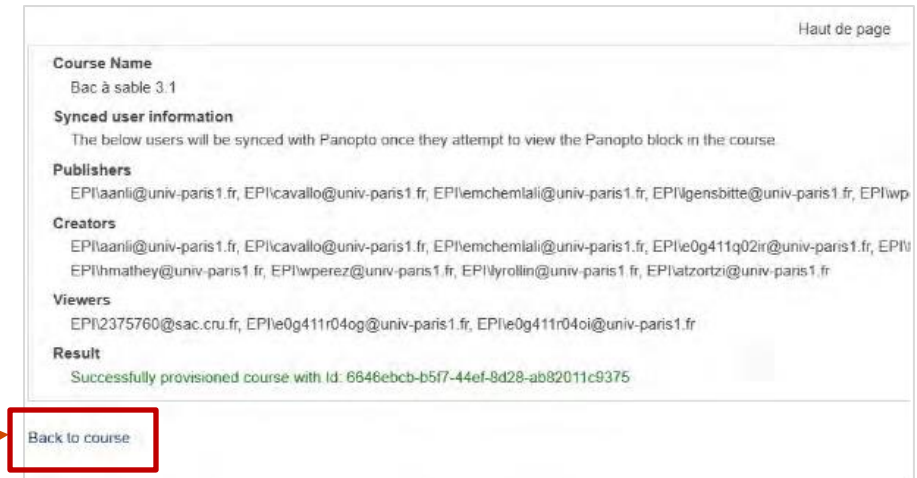 Haut de page
Course Name
Bac à sable 3.1
Synced user information
The below users will be synced with Panopto once they attempt to view the Panopto block in the course.
Publishers
EPI\aanli@univ-paris1.fr, EPI\cavallo@univ-paris1.fr, EPI\emchemlali@univ-paris1.fr, EPI\lgensbitte@univ-paris1.fr, EPI\wp
Creators
EPI\aanli@univ-paris1.fr, EPI\cavallo@univ-paris1.fr, EPI\emchemlali@univ-paris1.fr, EPI\e0g411q02ir@univ-paris1.fr, EPI\
EPI\hmathey@univ-paris1.fr, EPI\wperez@univ-paris1.fr, EPI\lyrollin@univ-paris1.fr, EPI\atzortzi@univ-paris1.fr
Viewers
EPI\2375760@sac.cru.fr, EPI\e0g411r04og@univ-paris1.fr, EPI\e0g411r04oi@univ-paris1.fr
Result
Successfully provisioned course with Id: 6646ebcb-b5f7-44ef-8d28-ab82011c9375
Back to course